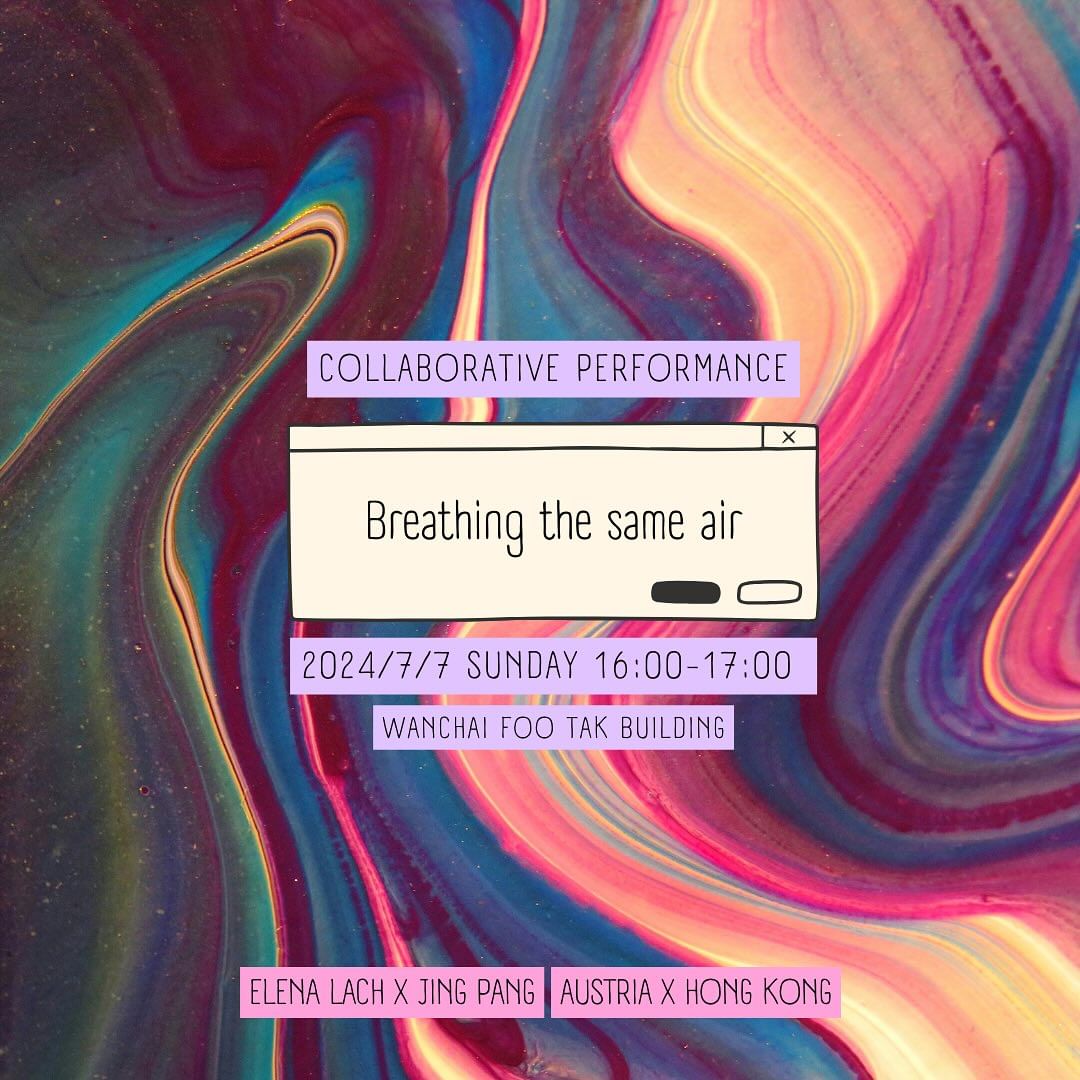 COLLABORATIVE PERFORMANCE
Breathing the same air
2024/7/7 SUNDAY 16:00-17:00
WANCHAI FOO TAK BUILDING
ELENA LACH X JING PANG AUSTRIA X HONG KONG